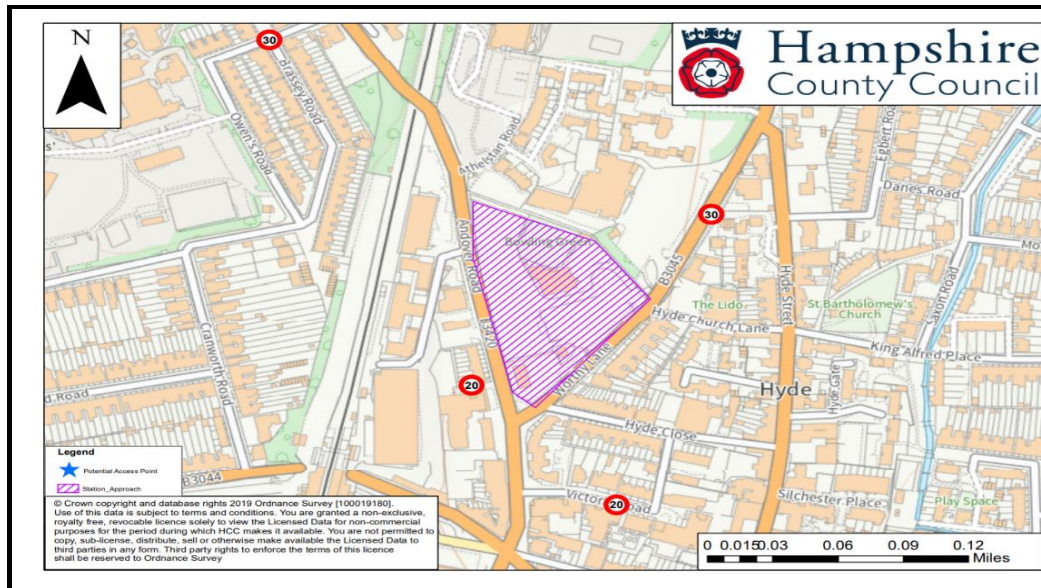 N
30
Hampshire
County Council
Brassey Road
Owen's Road
Athelstan Road
Egbert Road
Danes Road
30
Bowling Green
Andover Road
B3045
Hyde Street
Saxon Road
The Lido
St Bartholomew's
Church
Hyde Church Lane
B3420
Worthy Lane
King Alfred Place
Cranworth Road
20
Hyde
Hyde Gate
Hyde Close
B3044
20
Silchester Place
Play Space
Legend
Potential Access Point
Station_Approach
© Crown copyright and database rights 2019 Ordnance Survey [100019180].
Use of this data is subject to terms and conditions. You are granted a non-exclusive,
royalty free, revocable licence solely to view the Licensed Data for non-commercial
purposes for the period during which HCC makes it available. You are not permitted to
copy, sub-license, distribute, sell or otherwise make available the Licensed Data to
third parties in any form. Third party rights to enforce the terms of this licence
shall be reserved to Ordnance Survey
0 0.0150.03 0.06 0.09 0.12
Miles